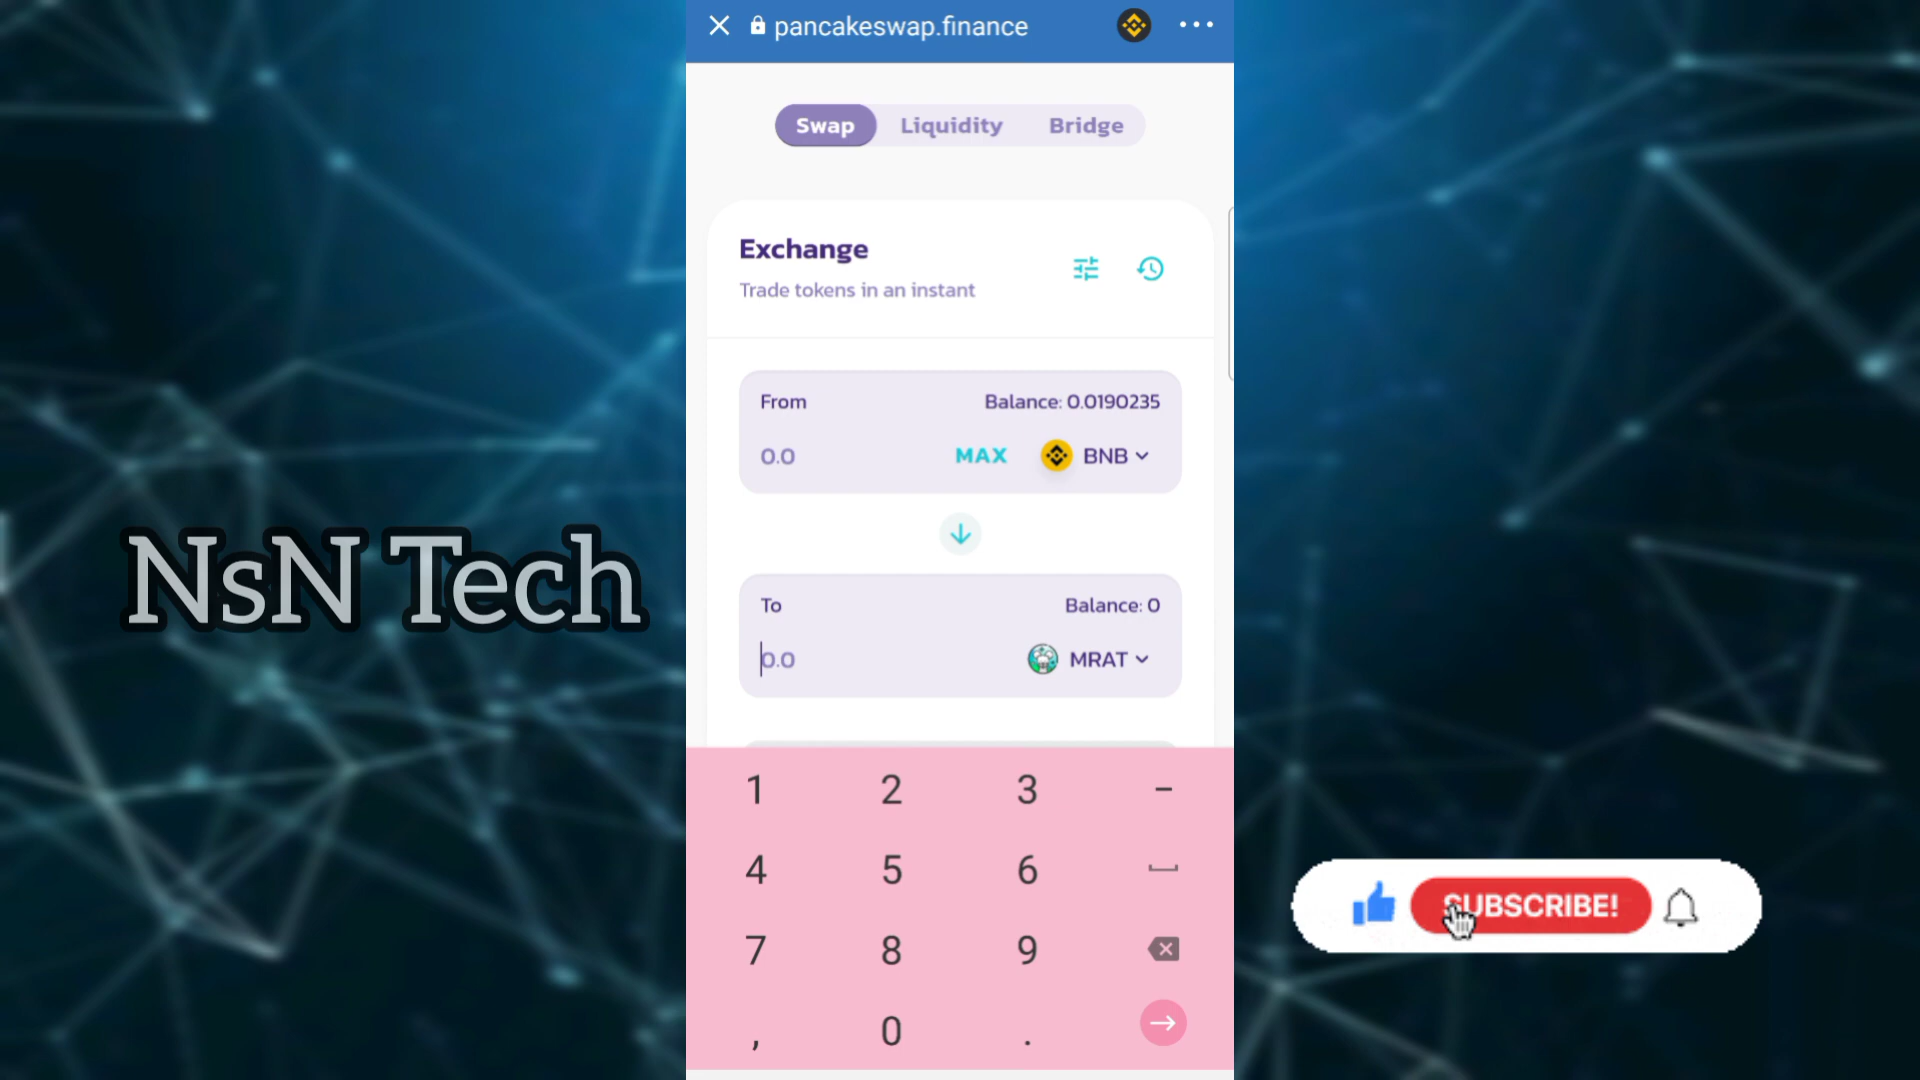 pancakeswap.finance
Swap Liquidity Bridge
Exchange
Trade tokens in an instant
From Balance: 0.0190235
0.0 MAX BNB
To Balance: 0
0.0 MRAT
NsN Tech
1 2 3 -
4 5 6
7 8 9
, 0 .
SUBSCRIBE!